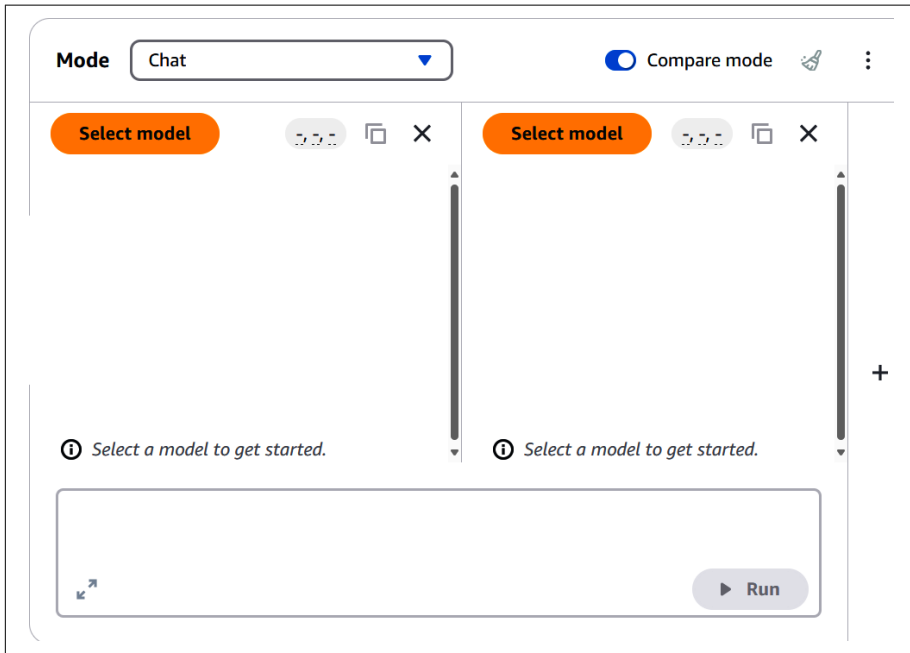 Mode Chat Compare mode
Select model -, -, - Select model -, -, -
Select a model to get started. Select a model to get started.
Run